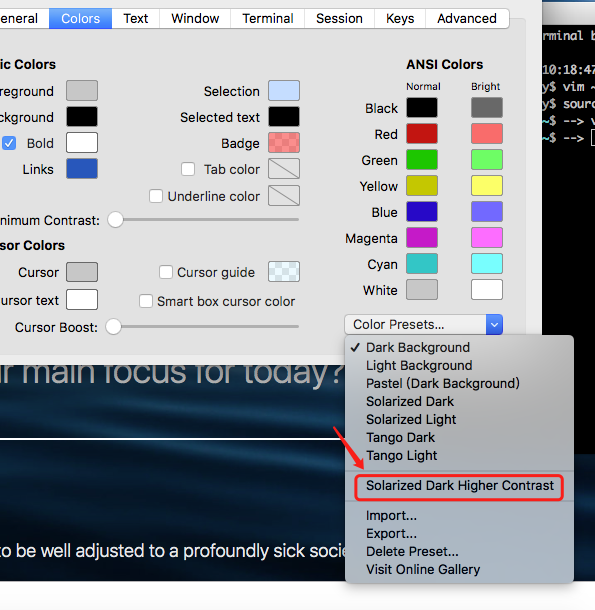 eneral Colors Text Window Terminal Session Keys Advanced
ic Colors
ANSI Colors
Normal Bright
reground
Selection
Black
ckground
Selected text
Red
Bold
Badge
Green
Links
Tab color
Yellow
Underline color
Blue
nimum Contrast:
Magenta
sor Colors
Cursor
Cursor guide
Cyan
ursor text
Smart box cursor color
White
Cursor Boost:
Color Presets...
✓ Dark Background
Light Background
Pastel (Dark Background)
Solarized Dark
Solarized Light
Tango Dark
Tango Light
Solarized Dark Higher Contrast
Import...
Export...
Delete Preset...
Visit Online Gallery
ur main focus for today?
to be well adjusted to a profoundly sick socie
rminal b
10:18:47
y$ vim ~
y$ sourc
~$ --> v
~$ -->